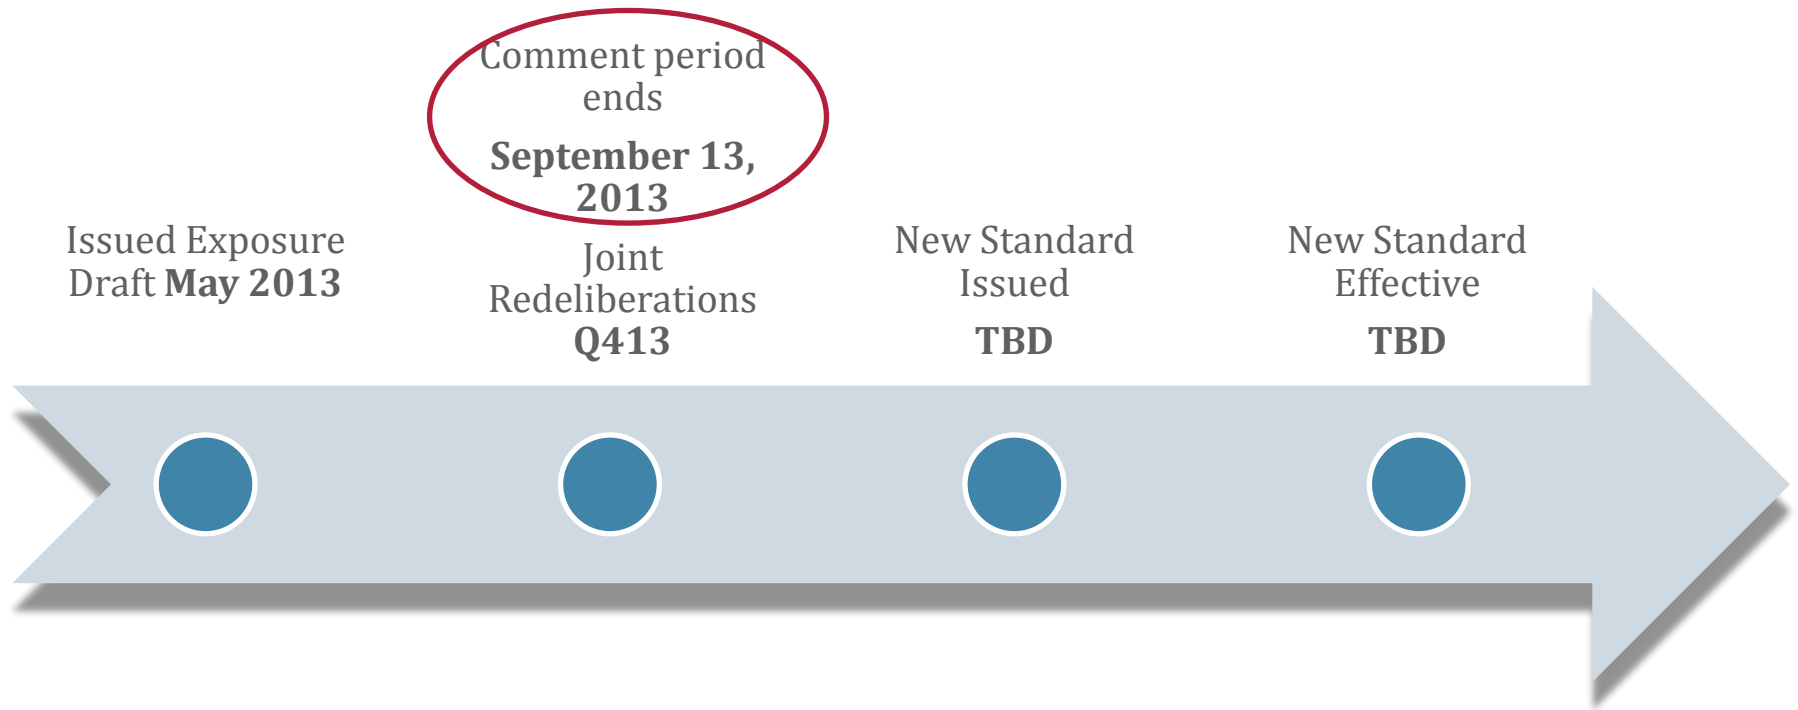 Issued Exposure
Draft May 2013
Comment period
ends
September 13,
2013
Joint
Redeliberations
Q413
New Standard
Issued
TBD
New Standard
Effective
TBD